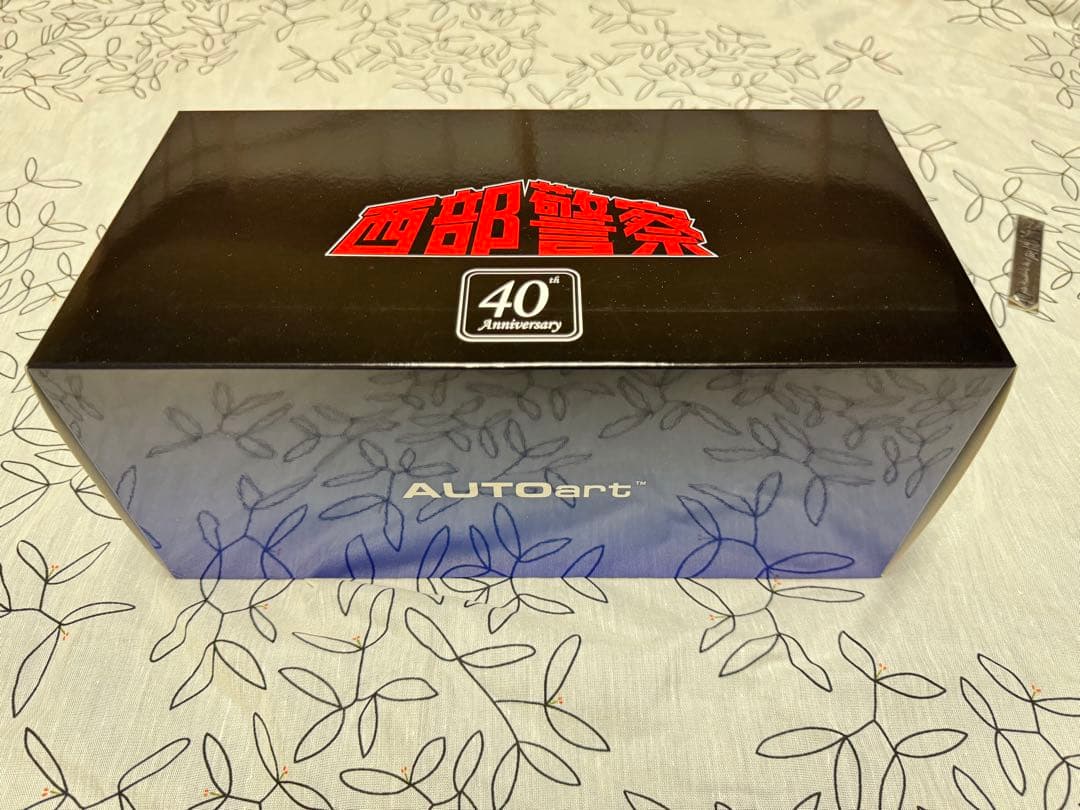 西部警察
40th
Anniversary
AUTOart™